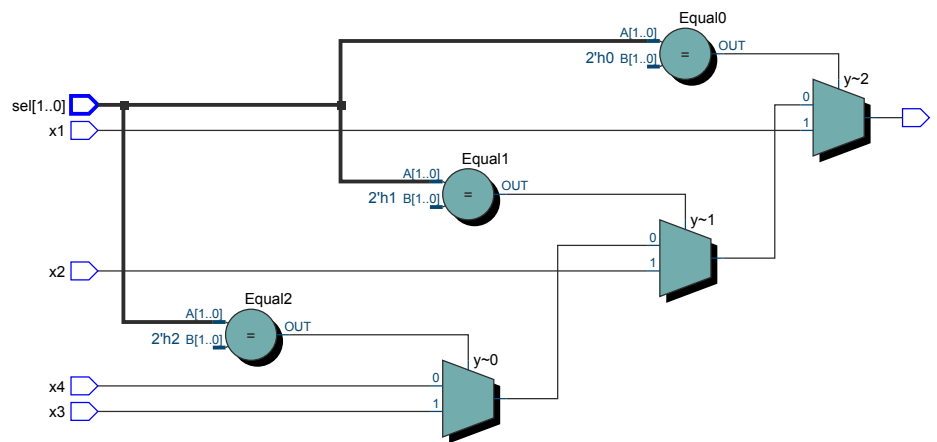 Equal0
A[1..0]
OUT
2'h0 B[1..0]
=
y~2
sel[1..0]
0
x1
1
Equal1
A[1..0]
OUT
2'h1 B[1..0]
=
y~1
0
x2
1
Equal2
A[1..0]
OUT
2'h2 B[1..0]
=
y~0
x4
0
x3
1